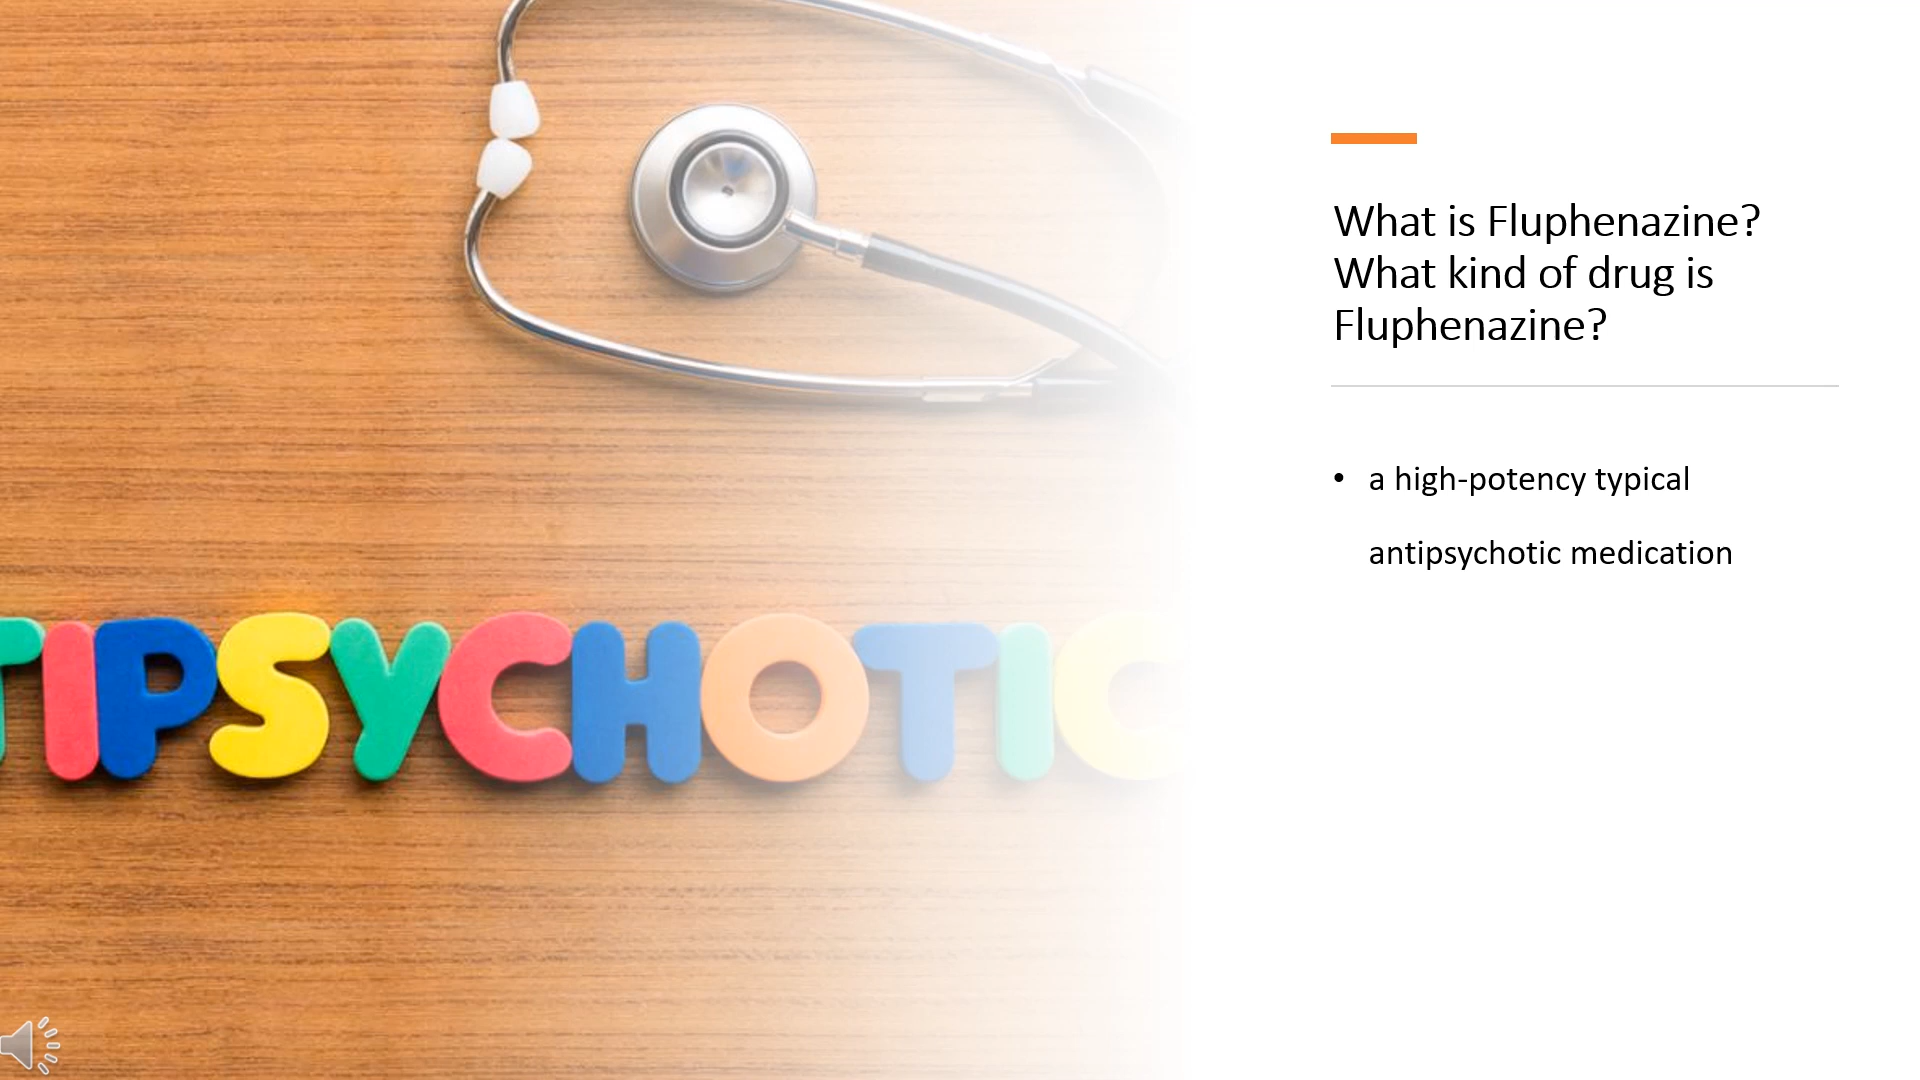 What is Fluphenazine?
What kind of drug is
Fluphenazine?
• a high-potency typical
antipsychotic medication
TIPSYCHOTIC